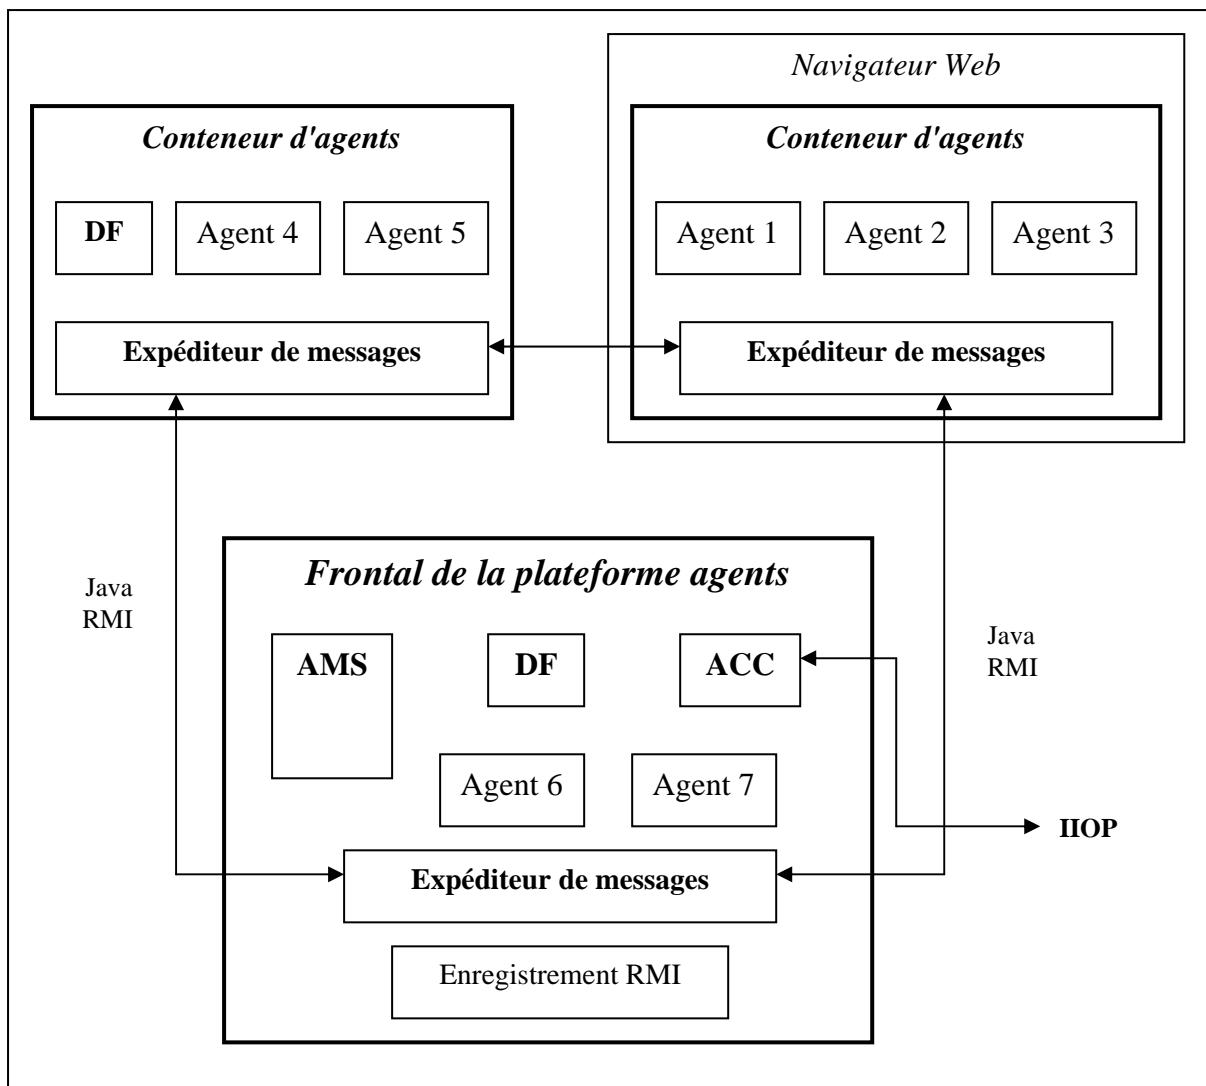 Navigateur Web
Conteneur d'agents
Conteneur d'agents
DF
Agent 4
Agent 5
Agent 1
Agent 2
Agent 3
Expéditeur de messages
Expéditeur de messages
Java
RMI
Frontal de la plateforme agents
AMS
DF
ACC
Java
RMI
Agent 6
Agent 7
IIOP
Expéditeur de messages
Enregistrement RMI